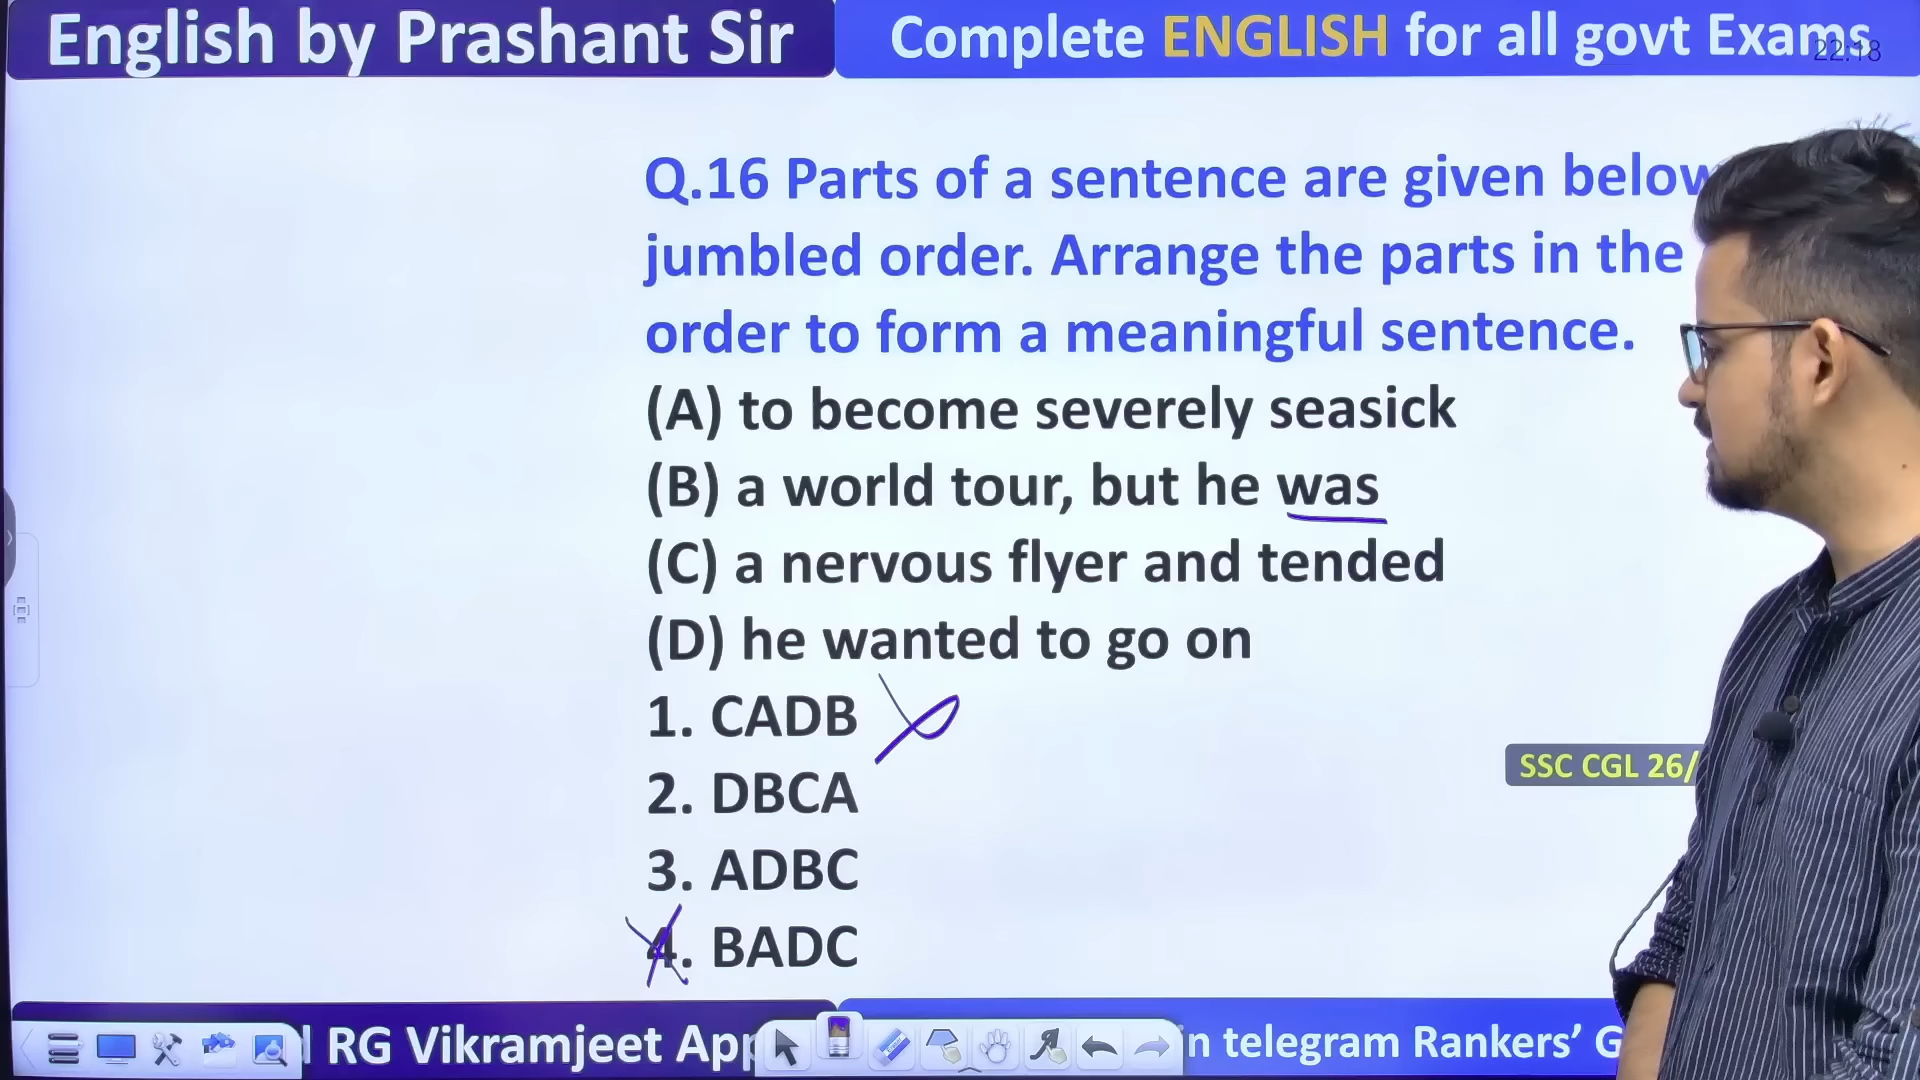 English by Prashant Sir
Complete ENGLISH for all govt Exams
22:18
Q.16 Parts of a sentence are given below
jumbled order. Arrange the parts in the
order to form a meaningful sentence.
(A) to become severely seasick
(B) a world tour, but he was
(C) a nervous flyer and tended
(D) he wanted to go on
1. CADB
2. DBCA
3. ADBC
4. BADC
SSC CGL 26/
RG Vikramjeet App
in telegram Rankers’ G